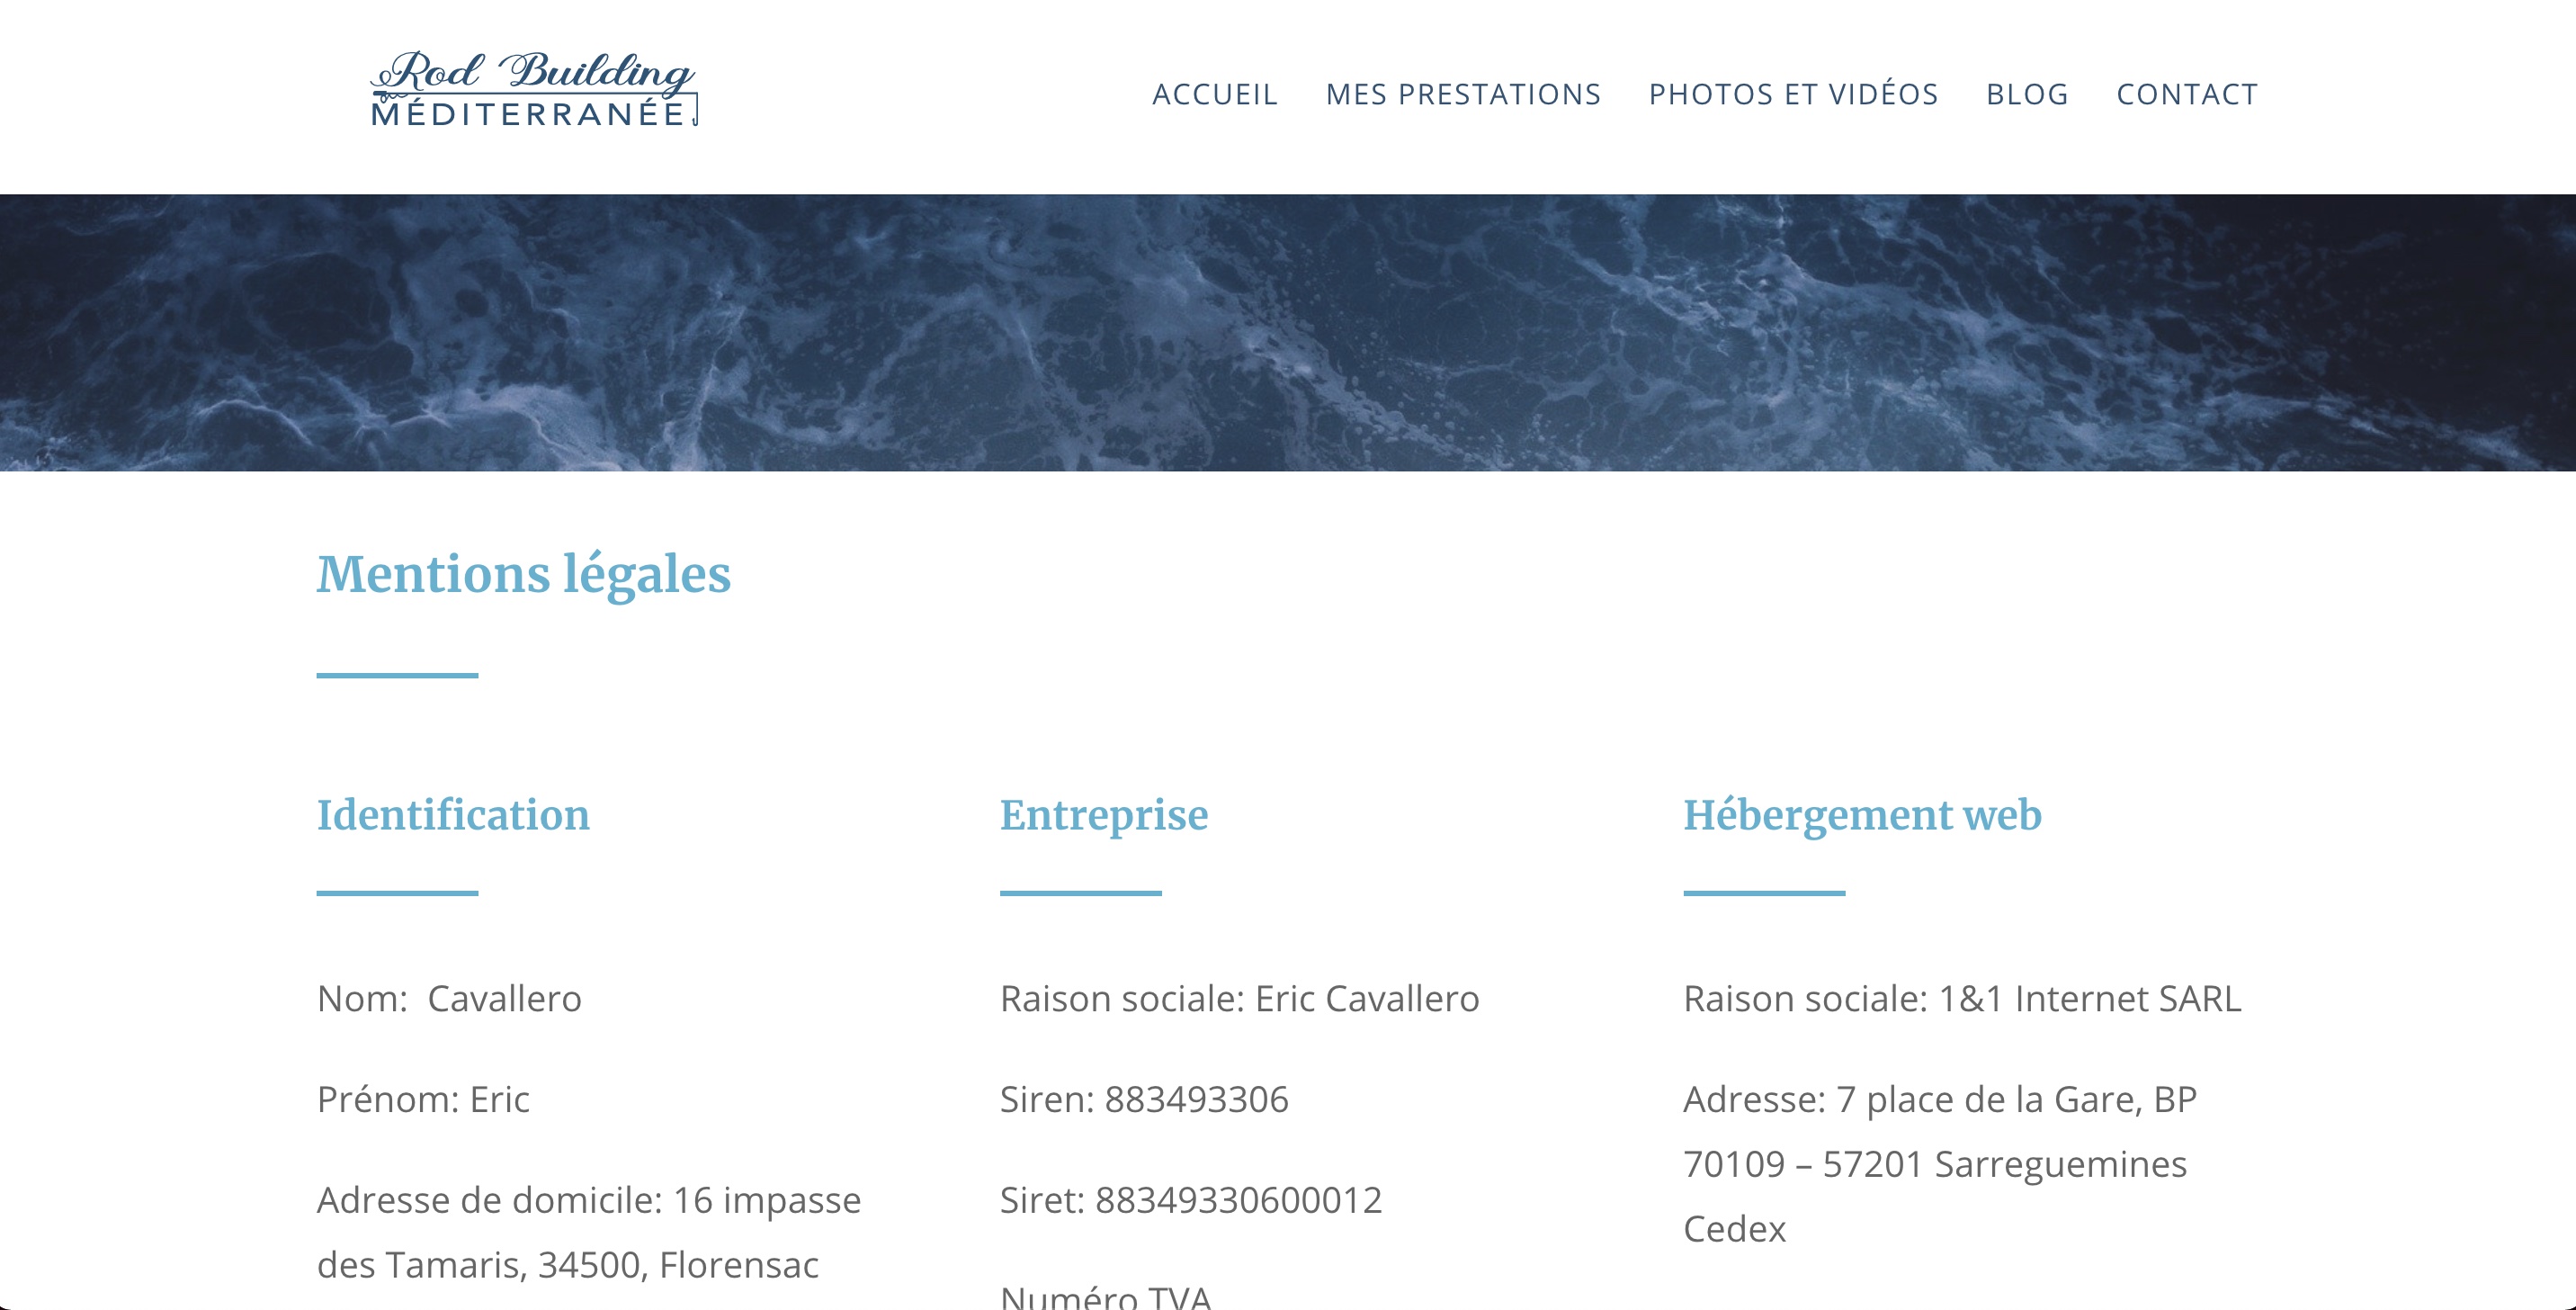 Rod Building
MÉDITERRANÉE
ACCUEIL MES PRESTATIONS PHOTOS ET VIDÉOS BLOG CONTACT
Mentions légales
Identification
Nom: Cavallero
Prénom: Eric
Adresse de domicile: 16 impasse
des Tamaris, 34500, Florensac
Entreprise
Raison sociale: Eric Cavallero
Siren: 883493306
Siret: 88349330600012
Numéro TVA
Hébergement web
Raison sociale: 1&1 Internet SARL
Adresse: 7 place de la Gare, BP
70109 – 57201 Sarreguemines
Cedex